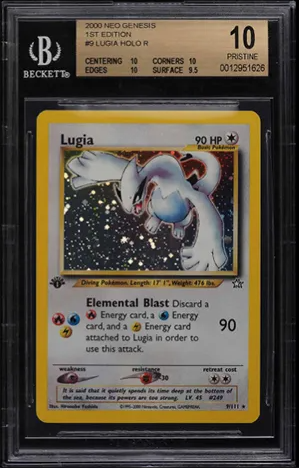 2000 NEO GENESIS
1ST EDITION
#9 LUGIA HOLO R
BECKETT
CENTERING 10 CORNERS 10
EDGES 10 SURFACE 9.5
10
PRISTINE
0012951626
Lugia
90 HP
Basic Pokémon
Diving Pokémon. Length: 17' 1", Weight: 476 lbs.
Elemental Blast Discard a
Energy card, a Energy
card, and a Energy card
attached to Lugia in order to
use this attack.
90
weakness
resistance
-30
retreat cost
It is said that it quietly spends its time deep at the bottom of the
sea, because its powers are too strong. LV. 45 #249
Illus. Hironobu Yoshida
9/111